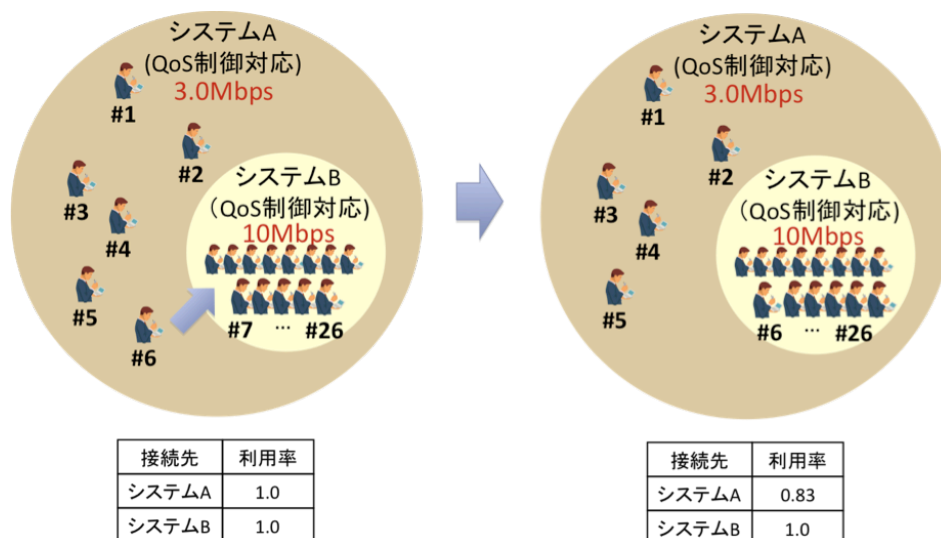 システムA
(QoS制御対応)
3.0Mbps
#1
#2
#3
#4
#5
#6
システムB
（QoS制御対応)
10Mbps
#7 … #26
接続先 利用率
システムA 1.0
システムB 1.0
システムA
(QoS制御対応)
3.0Mbps
#1
#2
#3
#4
#5
システムB
（QoS制御対応)
10Mbps
#6 … #26
接続先 利用率
システムA 0.83
システムB 1.0